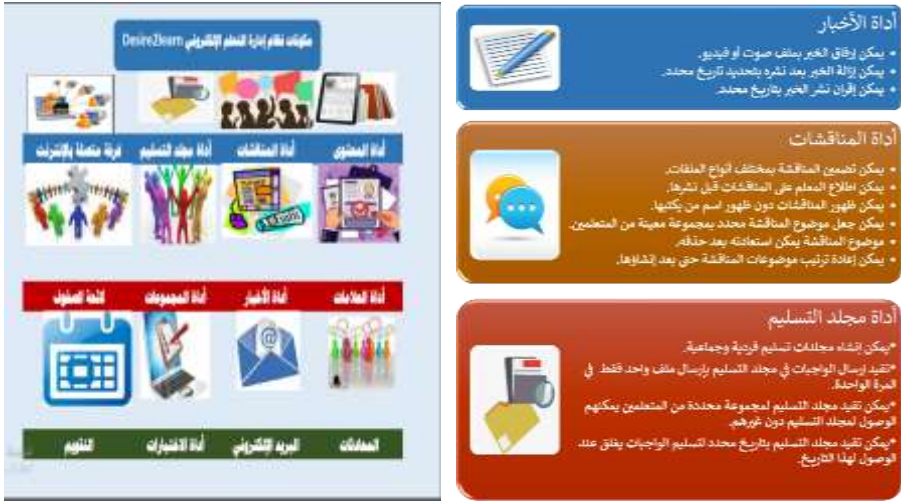 مكونات نظام إدارة التعلم الإلكتروني Desire2learn
أداة المحتوى
أداة المناقشات
أداة مجلد التسليم
غرفة متصلة بالإنترنت
أداة العلامات
أداة الأخبار
أداة المجموعات
لائحة الصفوف
المحادثات
البريد الإلكتروني
أداة الاختبارات
التقويم
أداة الأخبار
• يمكن إرفاق الخبر بملف صوت أو فيديو.
• يمكن إزالة الخبر بعد نشره بتحديد تاريخ محدد.
• يمكن إقران نشر الخبر بتاريخ محدد.
أداة المناقشات
• يمكن تضمين المناقشة بمختلف أنواع الملفات.
• يمكن اطلاع المعلم على المناقشات قبل نشرها.
• يمكن ظهور المناقشات دون ظهور اسم من يكتبها.
• يمكن جعل موضوع المناقشة محدد بمجموعة معينة من المتعلمين.
• موضوع المناقشة يمكن استعادته بعد حذفه.
• يمكن إعادة ترتيب موضوعات المناقشة حتى بعد إنشاؤها.
أداة مجلد التسليم
*يمكن إنشاء مجلدات تسليم فردية وجماعية.
*تقيد إرسال الواجبات في مجلد التسليم بإرسال ملف واحد فقط في
المرة الواحدة.
*يمكن تقيد مجلد التسليم لمجموعة محددة من المتعلمين يمكنهم
الوصول لمجلد التسليم دون غيرهم.
*يمكن تقيد مجلد التسليم بتاريخ محدد لتسليم الواجبات يغلق عند
الوصول لهذا التاريخ.